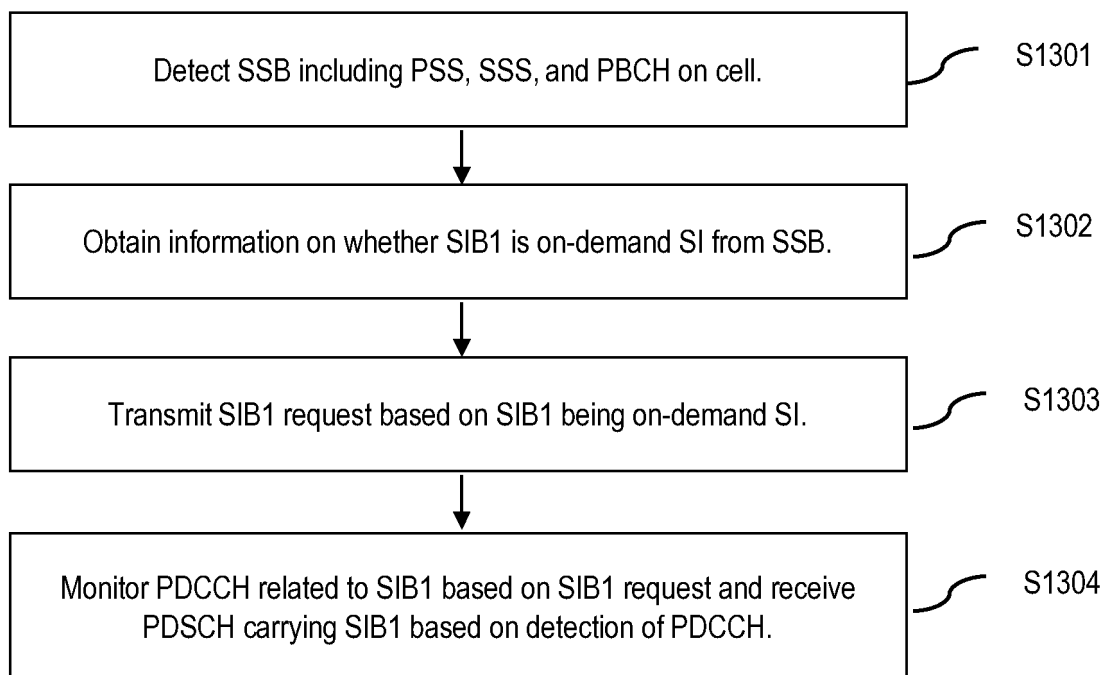 Detect SSB including PSS, SSS, and PBCH on cell.
S1301
Obtain information on whether SIB1 is on-demand SI from SSB.
S1302
Transmit SIB1 request based on SIB1 being on-demand SI.
S1303
Monitor PDCCH related to SIB1 based on SIB1 request and receive
PDSCH carrying SIB1 based on detection of PDCCH.
S1304